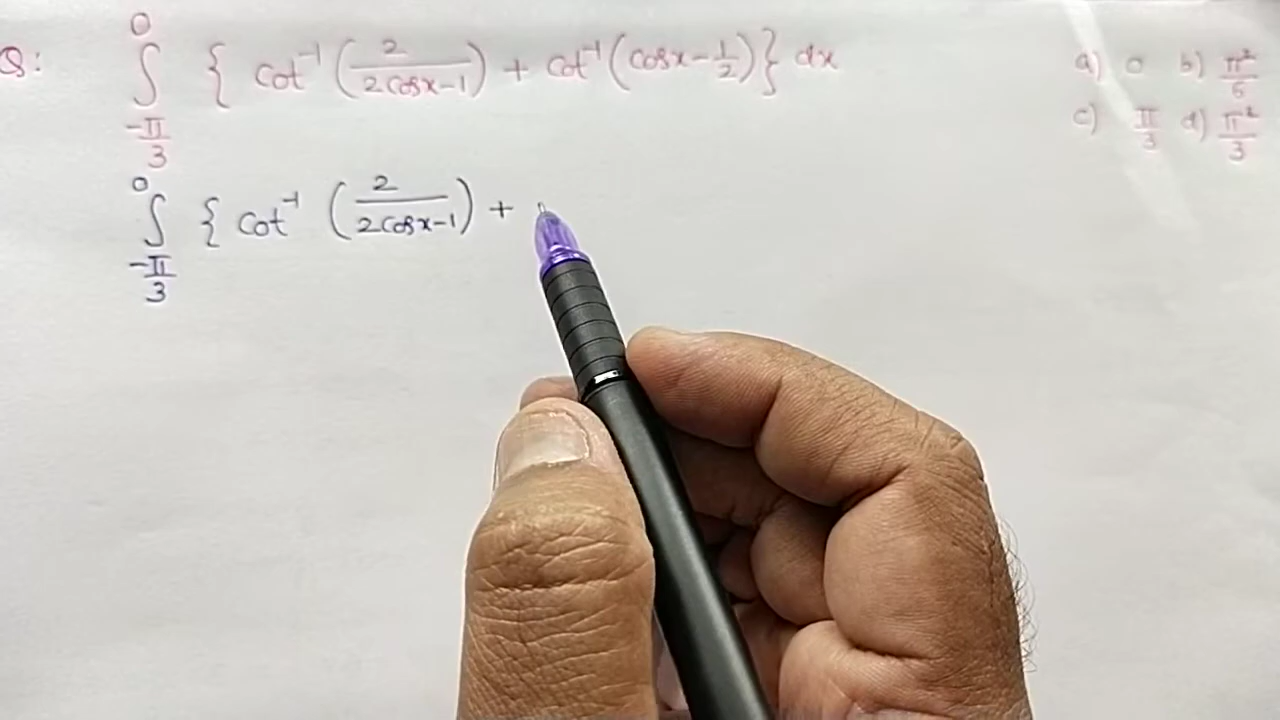 Q: ∫_{-π/3}^{0} { cot⁻¹(2/(2cosx-1)) + cot⁻¹(cosx-1/2) } dx
a) 0 b) π²/6
c) π/3 d) π²/3
∫_{-π/3}^{0} { cot⁻¹(2/(2cosx-1)) +